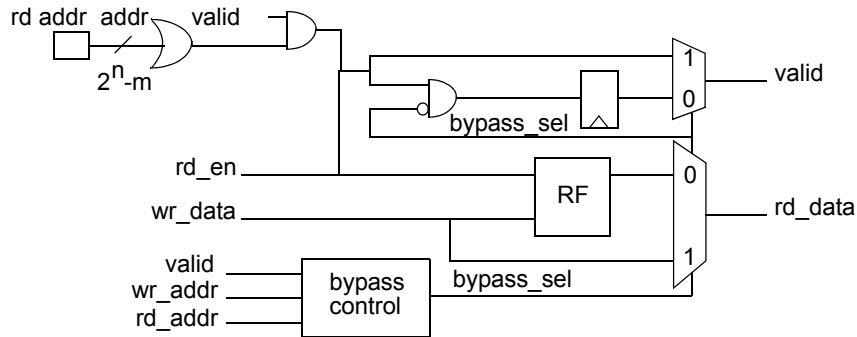 rd addr addr valid
2^n-m
1
valid
0
bypass_sel
rd_en
0
RF
wr_data
rd_data
1
valid
bypass_sel
wr_addr
bypass
control
rd_addr